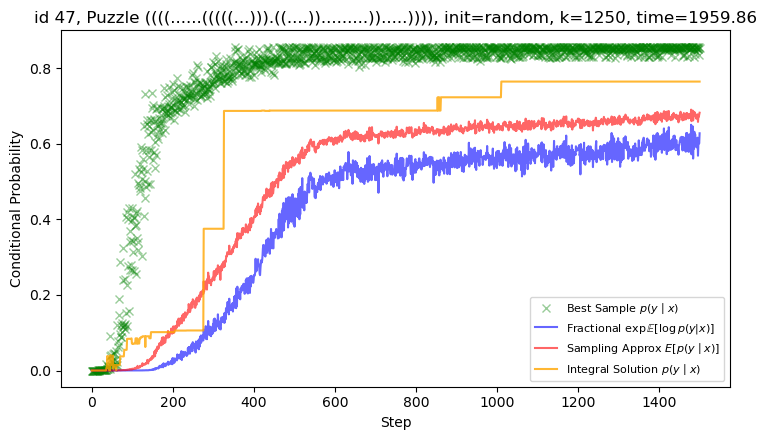 id 47, Puzzle ((((......(((((...))).((....)).........)).....)))), init=random, k=1250, time=1959.86
Conditional Probability
0.8
0.6
0.4
0.2
0.0
Best Sample p(y | x)
Fractional exp𝔼[log p(y|x)]
Sampling Approx E[p(y | x)]
Integral Solution p(y | x)
0 200 400 600 800 1000 1200 1400
Step